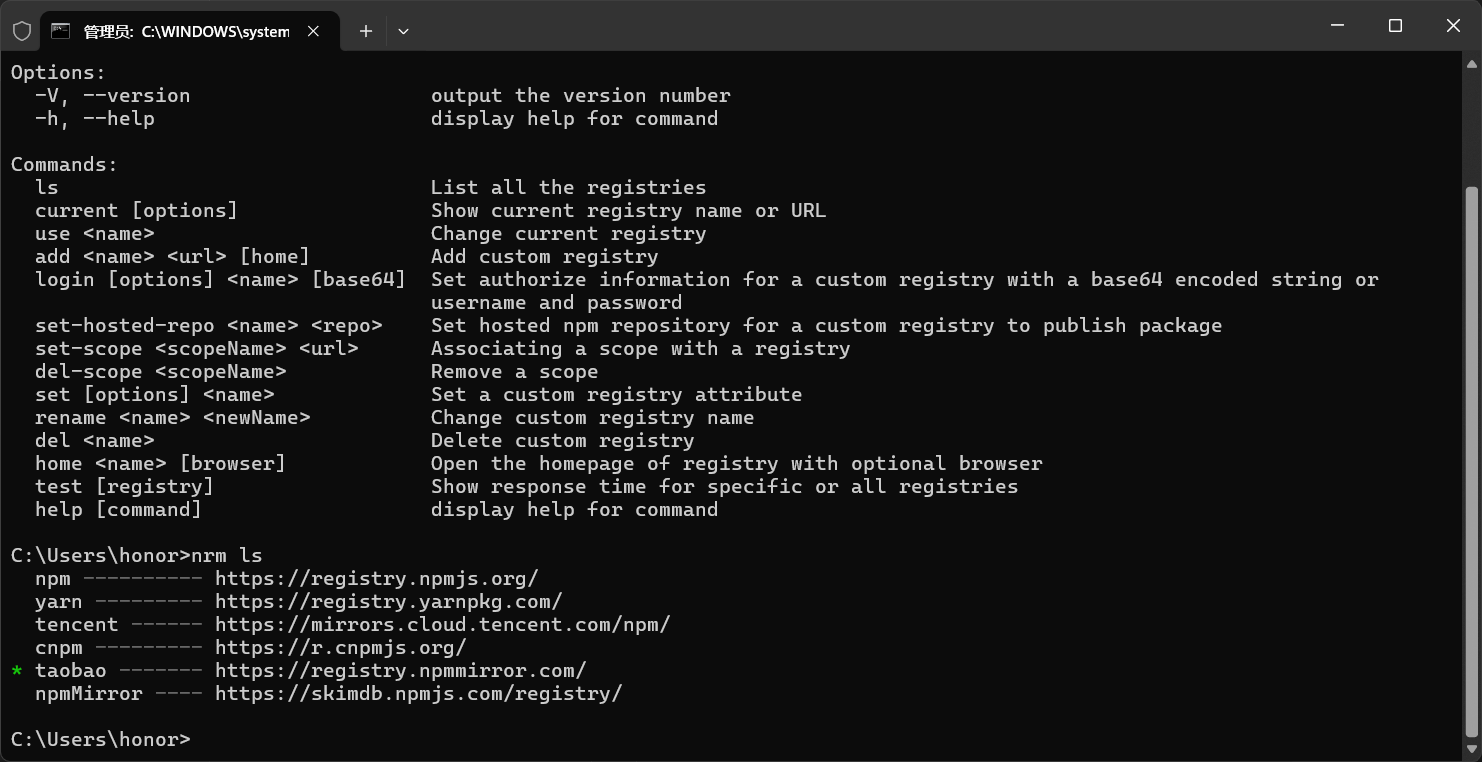 管理员: C:\WINDOWS\system
Options:
  -V, --version                    output the version number
  -h, --help                       display help for command
Commands:
  ls                               List all the registries
  current [options]                Show current registry name or URL
  use <name>                       Change current registry
  add <name> <url> [home]          Add custom registry
  login [options] <name> [base64]  Set authorize information for a custom registry with a base64 encoded string or
                                   username and password
  set-hosted-repo <name> <repo>    Set hosted npm repository for a custom registry to publish package
  set-scope <scopeName> <url>      Associating a scope with a registry
  del-scope <scopeName>            Remove a scope
  set [options] <name>             Set a custom registry attribute
  rename <name> <newName>          Change custom registry name
  del <name>                       Delete custom registry
  home <name> [browser]            Open the homepage of registry with optional browser
  test [registry]                  Show response time for specific or all registries
  help [command]                   display help for command
C:\Users\honor>nrm ls
  npm ---------- https://registry.npmjs.org/
  yarn --------- https://registry.yarnpkg.com/
  tencent ------ https://mirrors.cloud.tencent.com/npm/
  cnpm --------- https://r.cnpmjs.org/
* taobao ------- https://registry.npmmirror.com/
  npmMirror ---- https://skimdb.npmjs.com/registry/
C:\Users\honor>